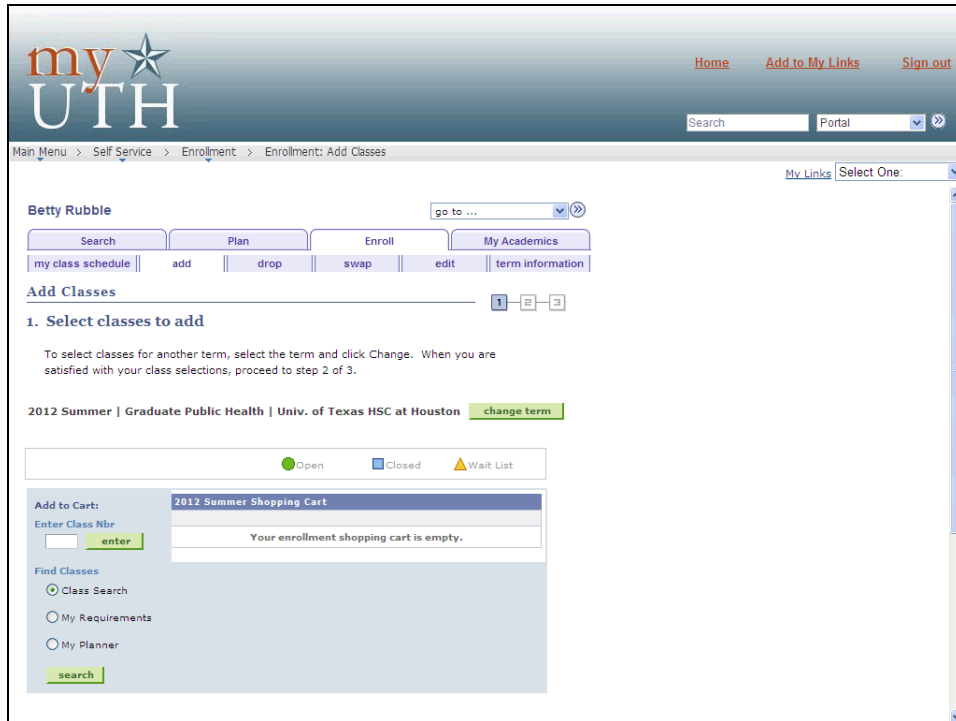 my
UTH
Home Add to My Links Sign out
Search Portal
Main Menu > Self Service > Enrollment > Enrollment: Add Classes
My Links Select One:
Betty Rubble go to ...
Search Plan Enroll My Academics
my class schedule add drop swap edit term information
Add Classes 1 2 3
1. Select classes to add
To select classes for another term, select the term and click Change. When you are
satisfied with your class selections, proceed to step 2 of 3.
2012 Summer | Graduate Public Health | Univ. of Texas HSC at Houston change term
Open Closed Wait List
Add to Cart: 2012 Summer Shopping Cart
Enter Class Nbr
enter Your enrollment shopping cart is empty.
Find Classes
Class Search
My Requirements
My Planner
search